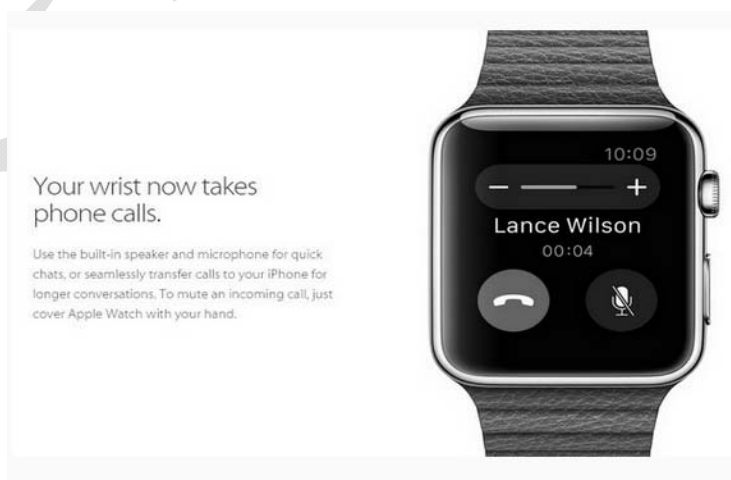 Your wrist now takes
phone calls.
Use the built-in speaker and microphone for quick
chats, or seamlessly transfer calls to your iPhone for
longer conversations. To mute an incoming call, just
cover Apple Watch with your hand.
10:09
Lance Wilson
00:04